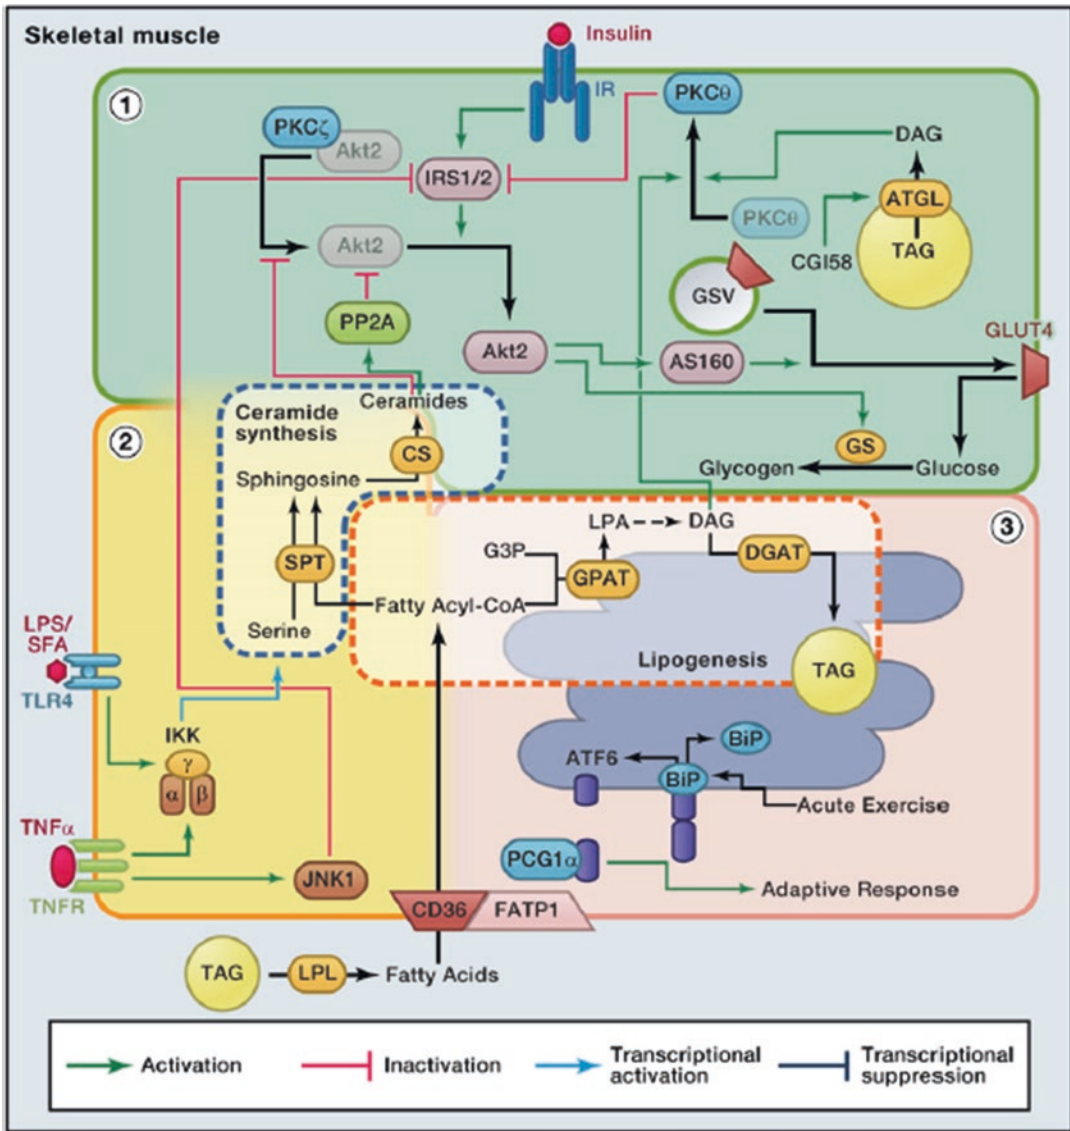 Skeletal muscle
Insulin
IR
1
PKCζ
Akt2
PKCθ
DAG
IRS1/2
ATGL
PKCθ
TAG
Akt2
CGI58
GSV
PP2A
GLUT4
Akt2
AS160
Ceramides
Ceramide
synthesis
2
CS
GS
Sphingosine
Glycogen
Glucose
LPA
DAG
3
G3P
DGAT
SPT
GPAT
Fatty Acyl-CoA
LPS/
SFA
Serine
Lipogenesis
TAG
TLR4
IKK
γ
α
β
BiP
ATF6
BiP
Acute Exercise
TNFα
PCG1α
JNK1
Adaptive Response
TNFR
CD36
FATP1
TAG
LPL
Fatty Acids
Activation
Inactivation
Transcriptional
activation
Transcriptional
suppression